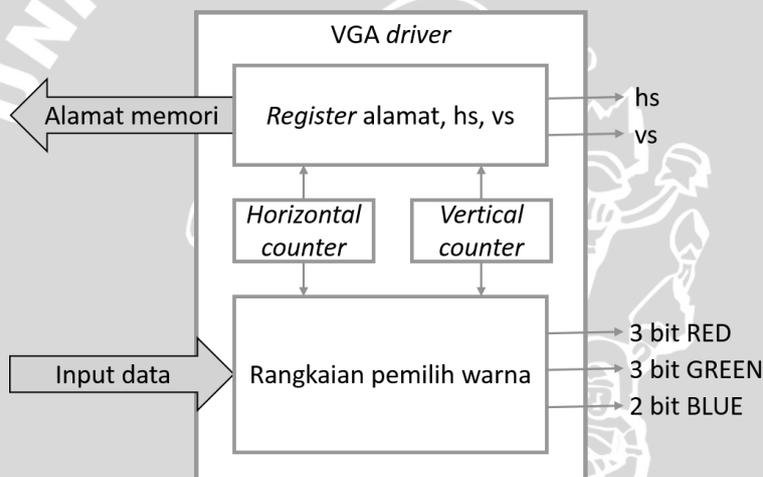 VGA driver
Alamat memori
Register alamat, hs, vs
hs
vs
Horizontal
counter
Vertical
counter
Input data
Rangkaian pemilih warna
3 bit RED
3 bit GREEN
2 bit BLUE